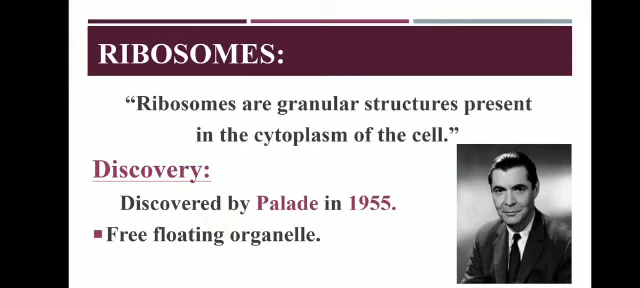 RIBOSOMES:
“Ribosomes are granular structures present
in the cytoplasm of the cell.”
Discovery:
Discovered by Palade in 1955.
Free floating organelle.